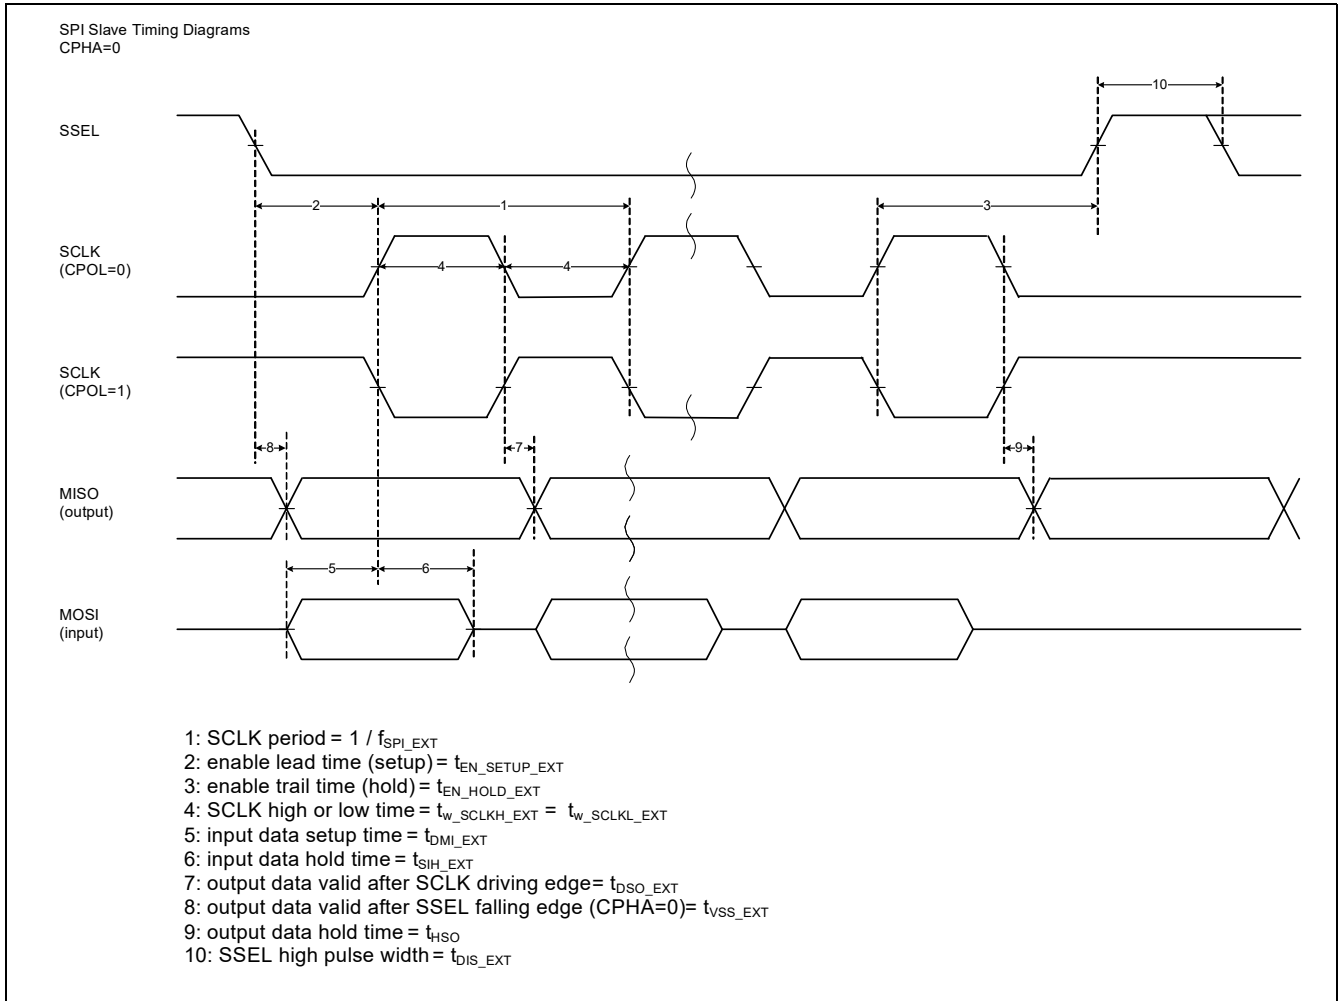 SPI Slave Timing Diagrams
CPHA=0
10
SSEL
2
1
3
SCLK
(CPOL=0)
4
4
SCLK
(CPOL=1)
8
7
9
MISO
(output)
5
6
MOSI
(input)
1: SCLK period = 1 / fSPI_EXT
2: enable lead time (setup) = tEN_SETUP_EXT
3: enable trail time (hold) = tEN_HOLD_EXT
4: SCLK high or low time = tw_SCLKH_EXT = tw_SCLKL_EXT
5: input data setup time = tDMI_EXT
6: input data hold time = tSIH_EXT
7: output data valid after SCLK driving edge= tDSO_EXT
8: output data valid after SSEL falling edge (CPHA=0)= tVSS_EXT
9: output data hold time = tHSO
10: SSEL high pulse width = tDIS_EXT